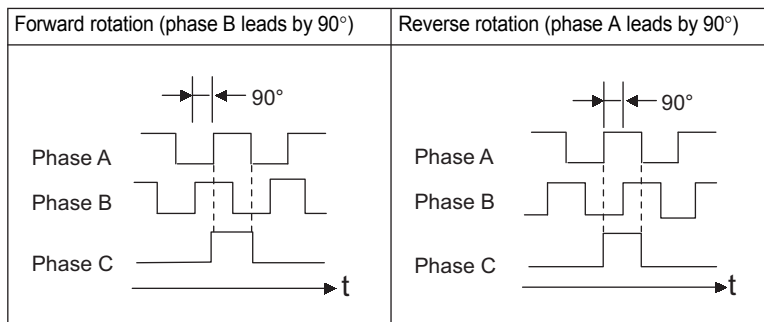 Forward rotation (phase B leads by 90°)
90°
Phase A
Phase B
Phase C
t
Reverse rotation (phase A leads by 90°)
90°
Phase A
Phase B
Phase C
t